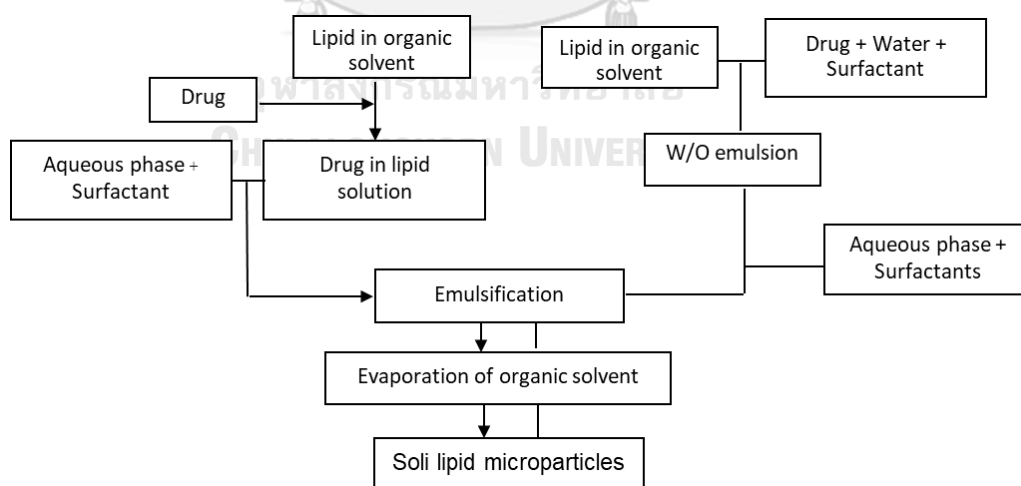 Lipid in organic
solvent
Lipid in organic
solvent
Drug + Water +
Surfactant
Drug
Aqueous phase +
Surfactant
Drug in lipid
solution
W/O emulsion
Aqueous phase +
Surfactants
Emulsification
Evaporation of organic solvent
Soli lipid microparticles